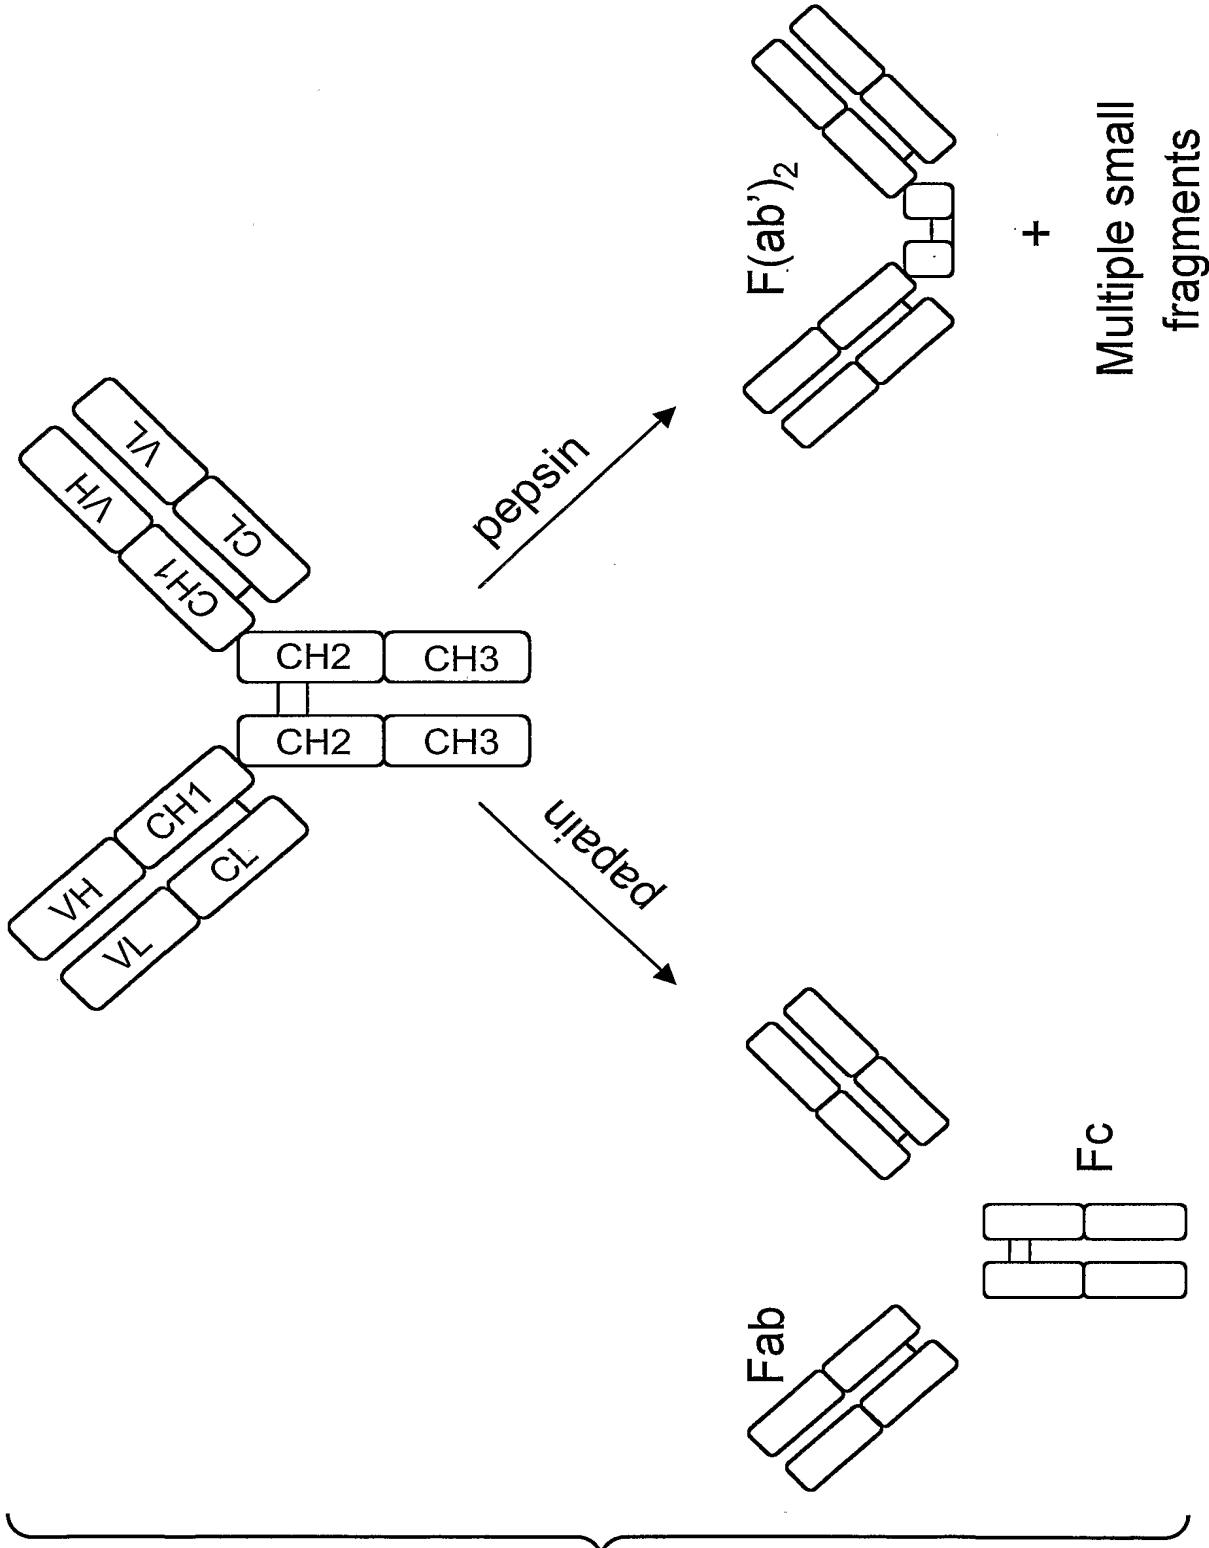 VH
CH1
VL
CL
VH
VL
CH1
CL
CH2
CH3
CH2
CH3
papain
pepsin
Fab
Fc
F(ab')2
+
Multiple small
fragments